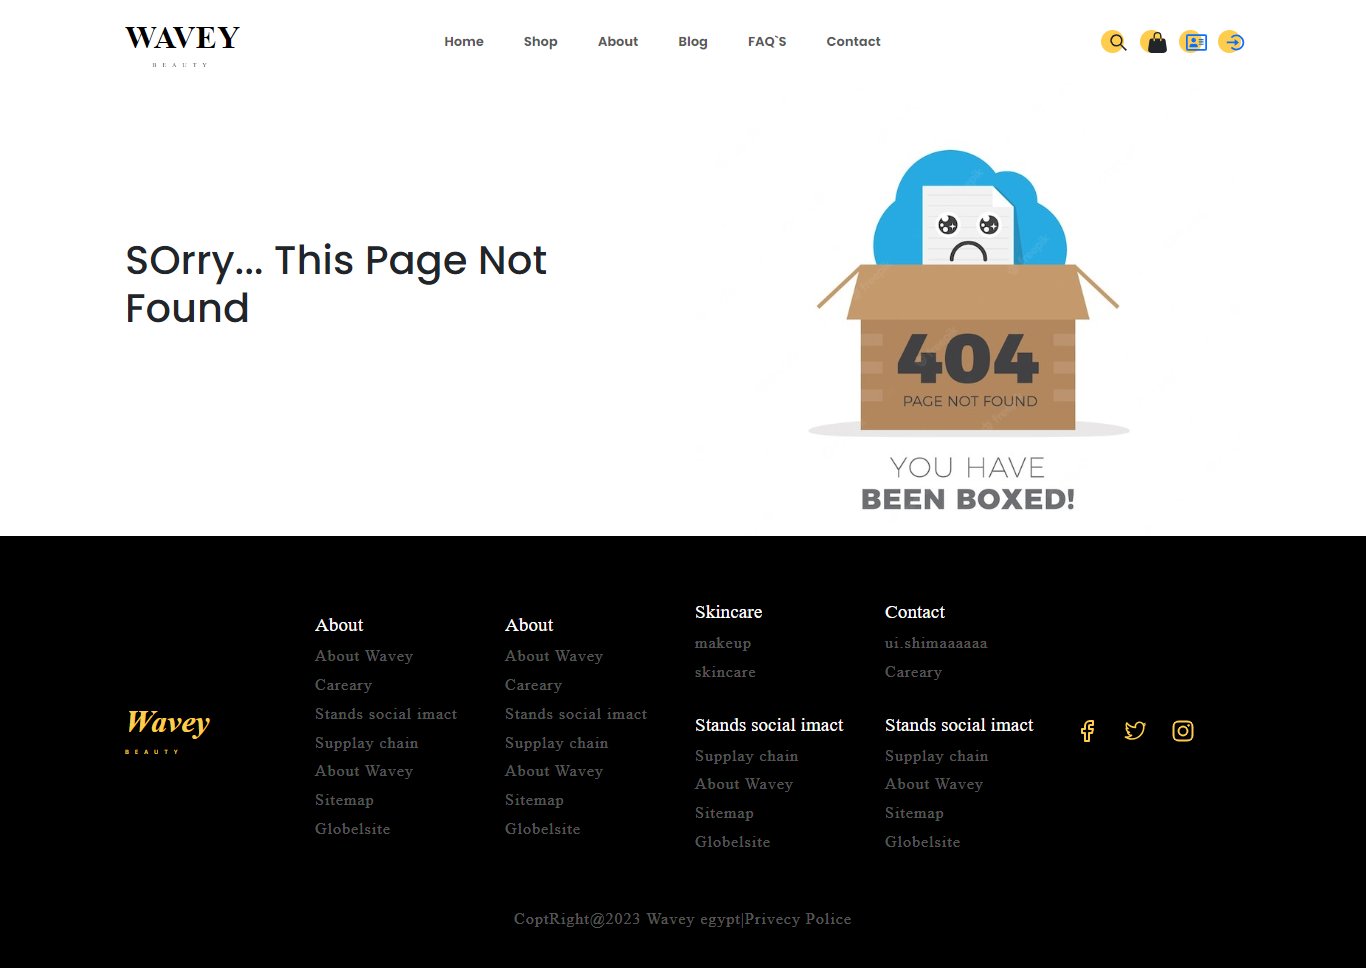 WAVEY
BEAUTY
Home
Shop
About
Blog
FAQ`S
Contact
SOrry... This Page Not
Found
404
PAGE NOT FOUND
YOU HAVE
BEEN BOXED!
Wavey
BEAUTY
About
About Wavey
Careary
Stands social imact
Supplay chain
About Wavey
Sitemap
Globelsite
About
About Wavey
Careary
Stands social imact
Supplay chain
About Wavey
Sitemap
Globelsite
Skincare
makeup
skincare
Stands social imact
Supplay chain
About Wavey
Sitemap
Globelsite
Contact
ui.shimaaaaaa
Careary
Stands social imact
Supplay chain
About Wavey
Sitemap
Globelsite
CoptRight@2023 Wavey egypt|Privecy Police